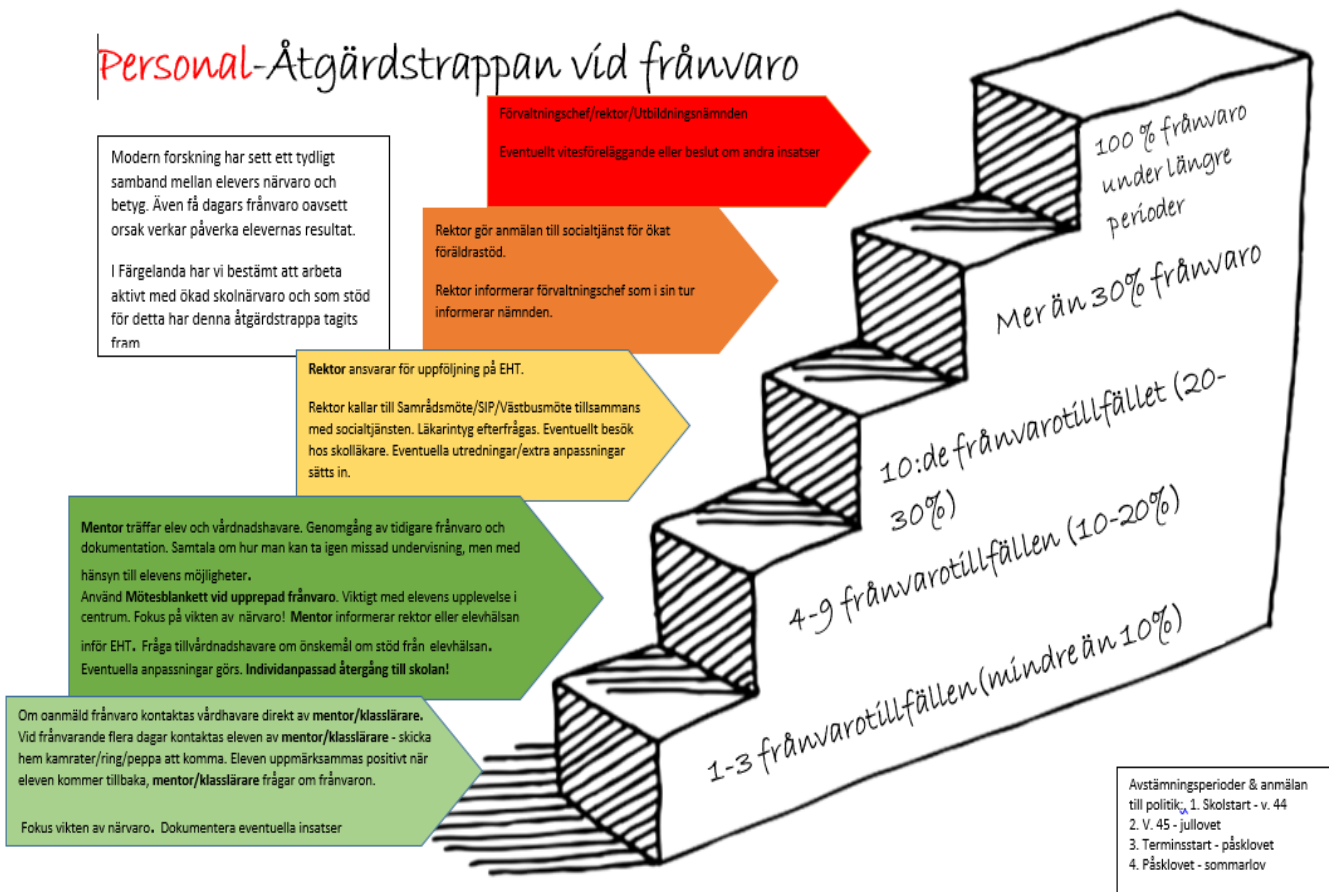 Personal-Åtgärdstrappan vid frånvaro
Modern forskning har sett ett tydligt
samband mellan elevers närvaro och
betyg. Även få dagars frånvaro oavsett
orsak verkar påverka elevernas resultat.
I Färgelanda har vi bestämt att arbeta
aktivt med ökad skolnärvaro och som stöd
för detta har denna åtgärdstrappa tagits
fram
Förvaltningschef/rektor/Utbildningsnämnden
Eventuellt vitesföreläggande eller beslut om andra insatser
100 % frånvaro
under längre
perioder
Rektor gör anmälan till socialtjänst för ökat
föräldrastöd.
Rektor informerar förvaltningschef som i sin tur
informerar nämnden.
Mer än 30% frånvaro
Rektor ansvarar för uppföljning på EHT.
Rektor kallar till Samrådsmöte/SIP/Västbusmöte tillsammans
med socialtjänsten. Läkarintyg efterfrågas. Eventuellt besök
hos skolläkare. Eventuella utredningar/extra anpassningar
sätts in.
10:de frånvarotillfället (20-
30%)
Mentor träffar elev och vårdnadshavare. Genomgång av tidigare frånvaro och
dokumentation. Samtala om hur man kan ta igen missad undervisning, men med
hänsyn till elevens möjligheter.
Använd Mötesblankett vid upprepad frånvaro. Viktigt med elevens upplevelse i
centrum. Fokus på vikten av närvaro! Mentor informerar rektor eller elevhälsan
inför EHT. Fråga tillvårdnadshavare om önskemål om stöd från elevhälsan.
Eventuella anpassningar görs. Individanpassad återgång till skolan!
4-9 frånvarotillfällen (10-20%)
Om oanmäld frånvaro kontaktas vårdhavare direkt av mentor/klasslärare.
Vid frånvarande flera dagar kontaktas eleven av mentor/klasslärare - skicka
hem kamrater/ring/peppa att komma. Eleven uppmärksammas positivt när
eleven kommer tillbaka, mentor/klasslärare frågar om frånvaron.
Fokus vikten av närvaro. Dokumentera eventuella insatser
1-3 frånvarotillfällen (mindre än 10%)
Avstämningsperioder & anmälan
till politik:, 1. Skolstart - v. 44
2. V. 45 - jullovet
3. Terminsstart - påsklovet
4. Påsklovet - sommarlov